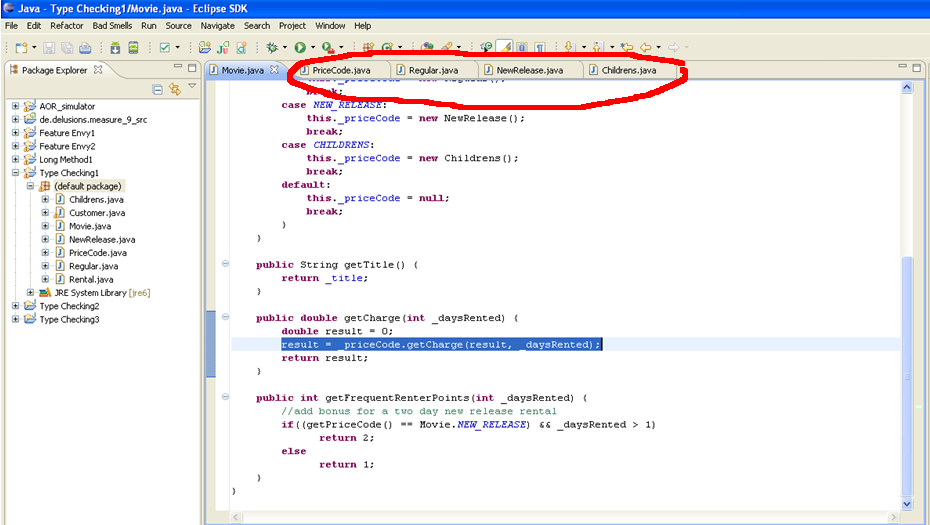 Java - Type Checking1/Movie.java - Eclipse SDK
File Edit Refactor Bad Smells Run Source Navigate Search Project Window Help
Package Explorer
Movie.java PriceCode.java Regular.java NewRelease.java Childrens.java
AOR_simulator
de.delusions.measure_9_src
Feature Envy1
Feature Envy2
Long Method1
Type Checking1
(default package)
Childrens.java
Customer.java
Movie.java
NewRelease.java
PriceCode.java
Regular.java
Rental.java
JRE System Library [jre6]
Type Checking2
Type Checking3
break;
case NEW_RELEASE:
this._priceCode = new NewRelease();
break;
case CHILDRENS:
this._priceCode = new Childrens();
break;
default:
this._priceCode = null;
break;
}
}
public String getTitle() {
return _title;
}
public double getCharge(int _daysRented) {
double result = 0;
result = _priceCode.getCharge(result, _daysRented);
return result;
}
public int getFrequentRenterPoints(int _daysRented) {
//add bonus for a two day new release rental
if((getPriceCode() == Movie.NEW_RELEASE) && _daysRented > 1)
return 2;
else
return 1;
}
}